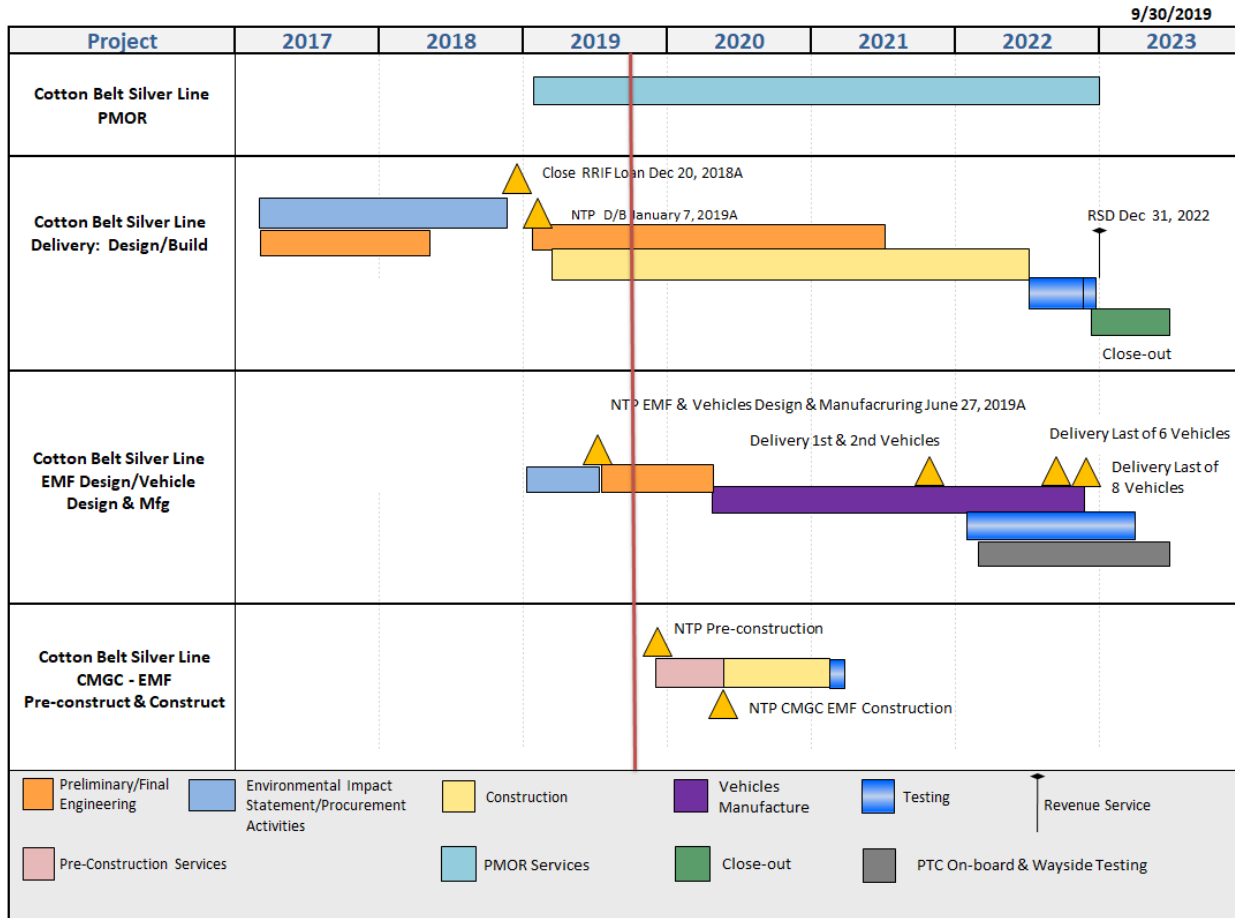 9/30/2019
Project 2017 2018 2019 2020 2021 2022 2023
Cotton Belt Silver Line
PMOR
Close RRIF Loan Dec 20, 2018A
NTP D/B January 7, 2019A
RSD Dec 31, 2022
Cotton Belt Silver Line
Delivery: Design/Build
Close-out
NTP EMF & Vehicles Design & Manufacruring June 27, 2019A
Delivery 1st & 2nd Vehicles
Delivery Last of 6 Vehicles
Delivery Last of
8 Vehicles
Cotton Belt Silver Line
EMF Design/Vehicle
Design & Mfg
NTP Pre-construction
Cotton Belt Silver Line
CMGC - EMF
Pre-construct & Construct
NTP CMGC EMF Construction
Preliminary/Final
Engineering
Environmental Impact
Statement/Procurement
Activities
Construction
Vehicles
Manufacture
Testing
Revenue Service
Pre-Construction Services
PMOR Services
Close-out
PTC On-board & Wayside Testing